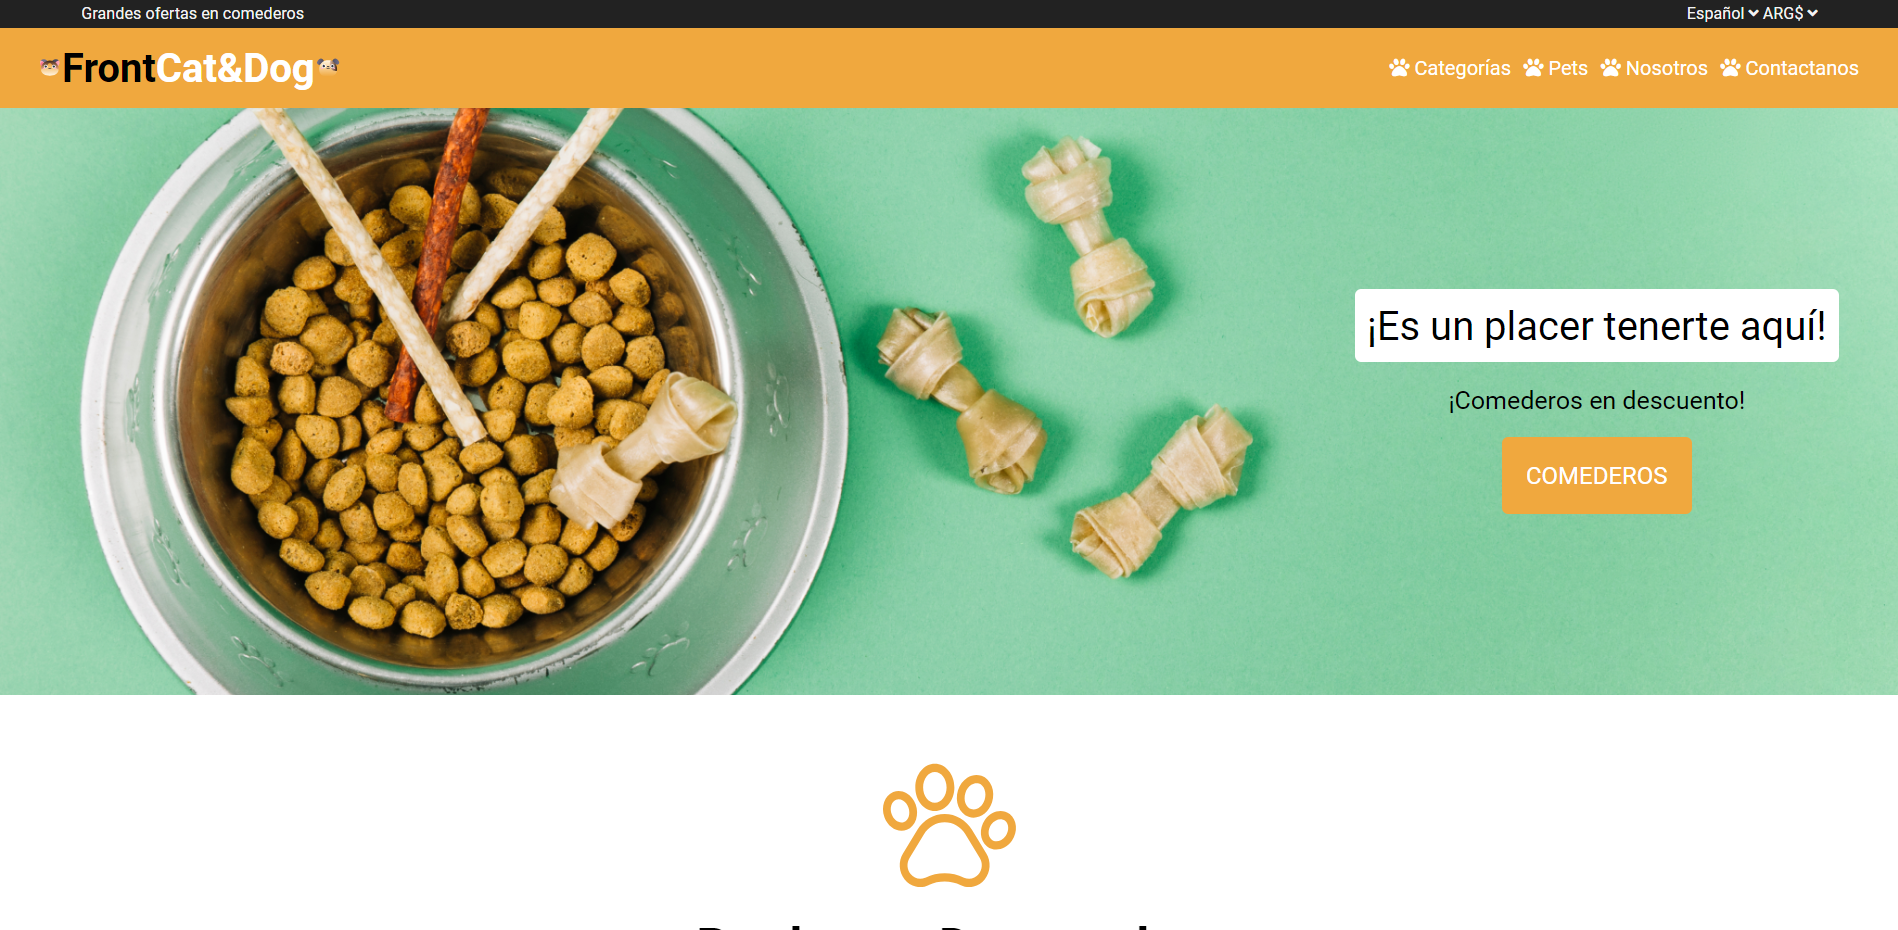 Grandes ofertas en comederos
Español ARG$
FrontCat&Dog
Categorías Pets Nosotros Contactanos
¡Es un placer tenerte aquí!
¡Comederos en descuento!
COMEDEROS